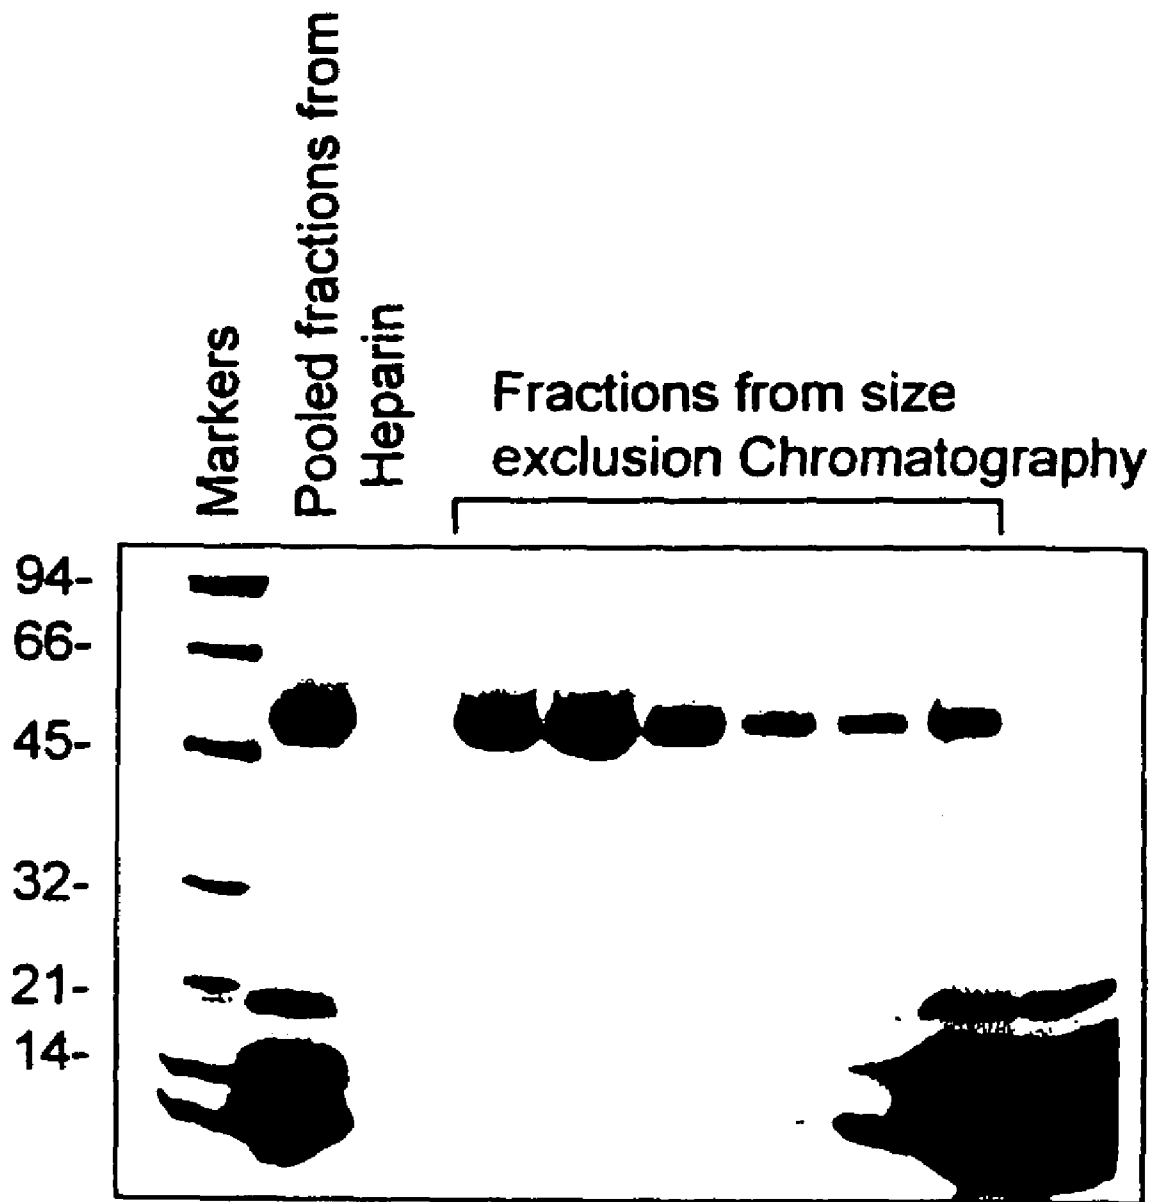 Markers
Pooled fractions from
Heparin
Fractions from size
exclusion Chromatography
94-
66-
45-
32-
21-
14-